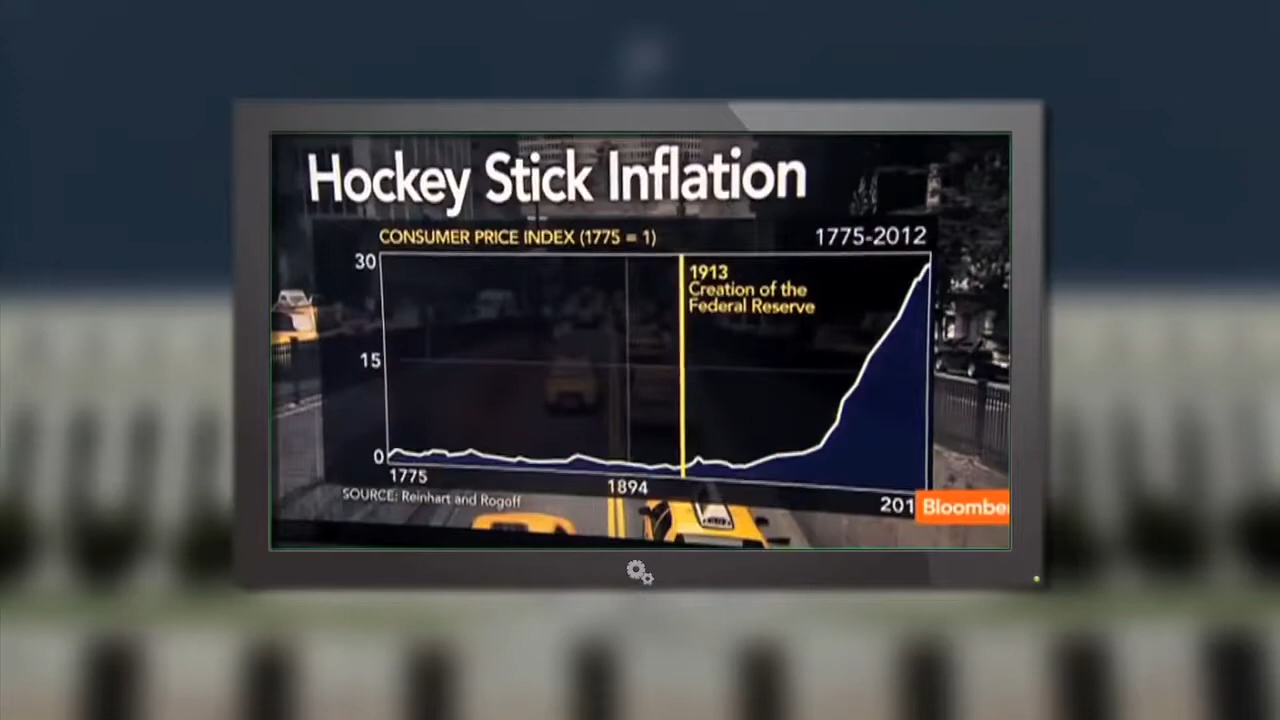 Hockey Stick Inflation
CONSUMER PRICE INDEX (1775 = 1)
1775-2012
30
1913
Creation of the
Federal Reserve
15
0
1775
1894
201
SOURCE: Reinhart and Rogoff
Bloomber